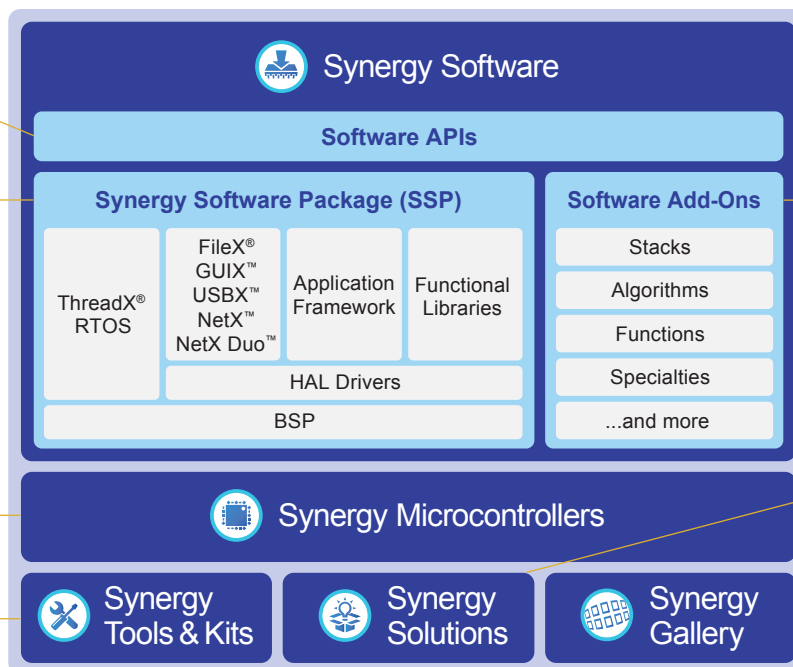 Synergy Software
Software APIs
Synergy Software Package (SSP)
ThreadX®
RTOS
FileX®
GUIX™
USBX™
NetX™
NetX Duo™
Application
Framework
Functional
Libraries
HAL Drivers
BSP
Software Add-Ons
Stacks
Algorithms
Functions
Specialties
...and more
Synergy Microcontrollers
Synergy
Tools & Kits
Synergy
Solutions
Synergy
Gallery